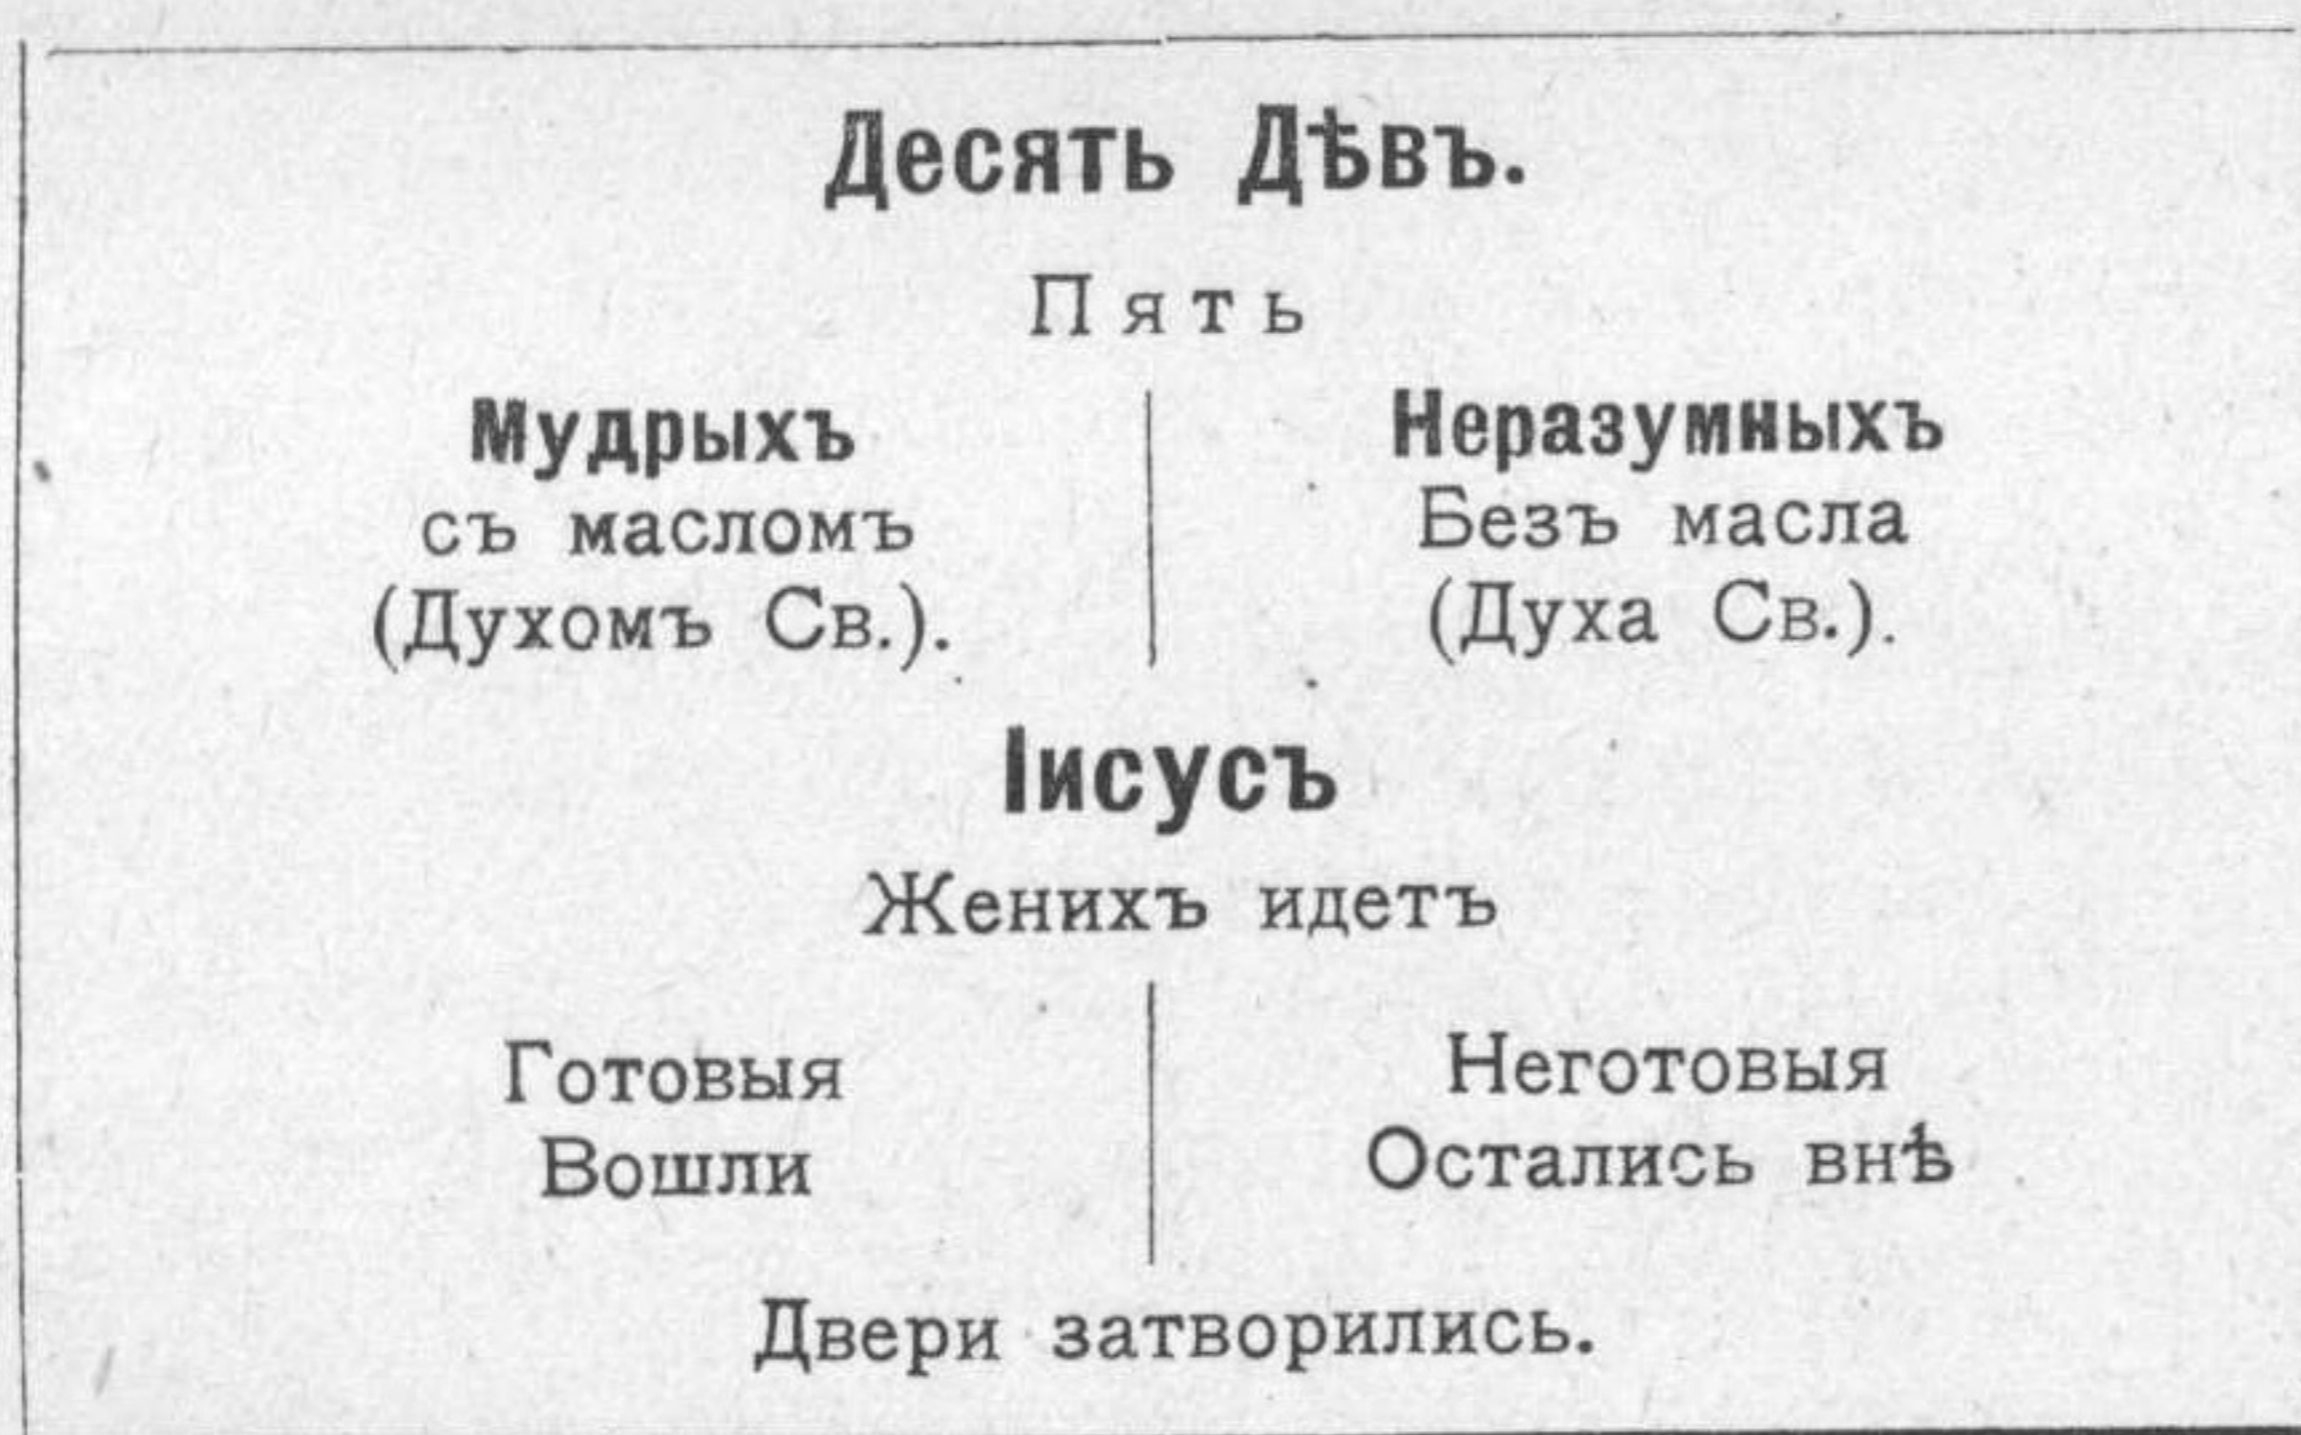 Десять Дѣвъ.
Пять
Мудрыхъ
съ масломъ
(Духомъ Св.).
Неразумныхъ
Безъ масла
(Духа Св.).
Іисусъ
Женихъ идетъ
Готовыя
Вошли
Неготовыя
Остались внѣ
Двери затворились.